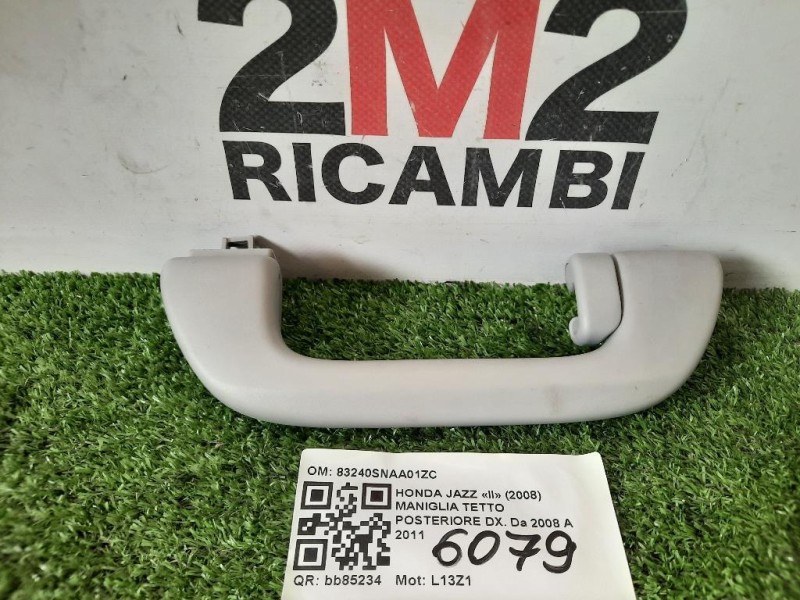 2M2
RICAMBI
OM: 83240SNAA01ZC
HONDA JAZZ «II» (2008)
MANIGLIA TETTO
POSTERIORE DX. Da 2008 A
2011
6079
QR: bb85234 Mot: L13Z1